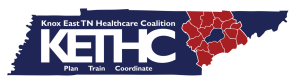 Knox East TN Healthcare Coalition
KETHC
Plan Train Coordinate